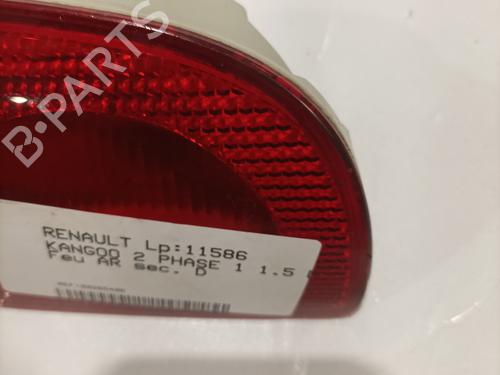 B-PARTS
RENAULT Lp:11586
KANGOO 2 PHASE 1 1.5
Feu AR sec. D